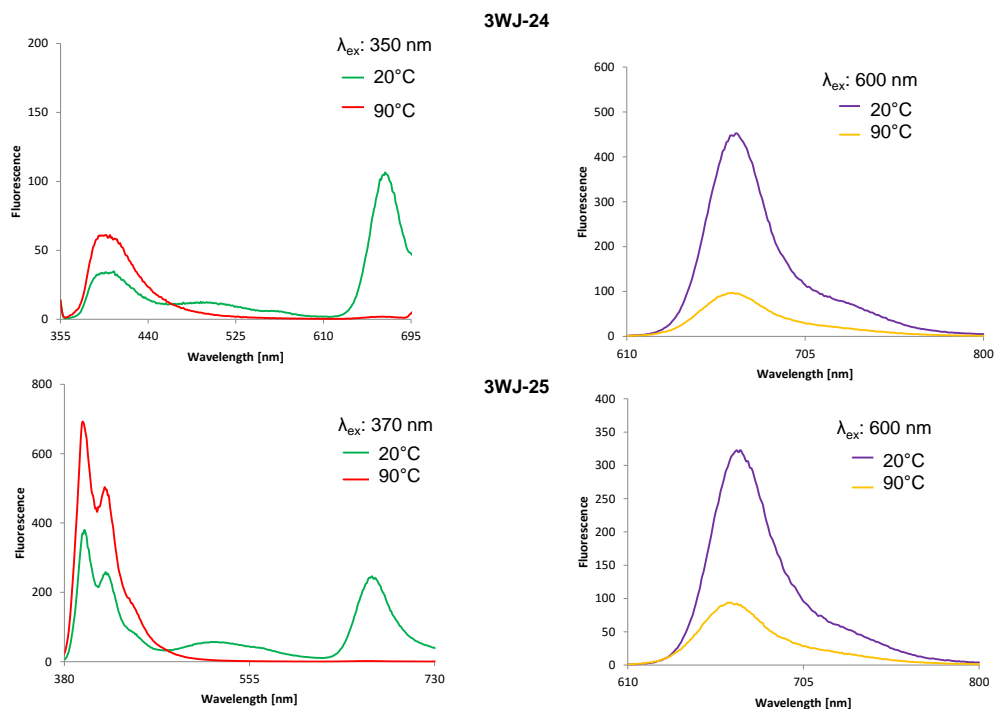 3WJ-24
λex: 350 nm
20°C
90°C
Fluorescence
200
150
100
50
0
355
440
525
610
695
Wavelength [nm]
λex: 600 nm
20°C
90°C
Fluorescence
600
500
400
300
200
100
0
610
705
800
Wavelength [nm]
3WJ-25
λex: 370 nm
20°C
90°C
Fluorescence
800
600
400
200
0
380
555
730
Wavelength [nm]
λex: 600 nm
20°C
90°C
Fluorescence
400
350
300
250
200
150
100
50
0
610
705
800
Wavelength [nm]